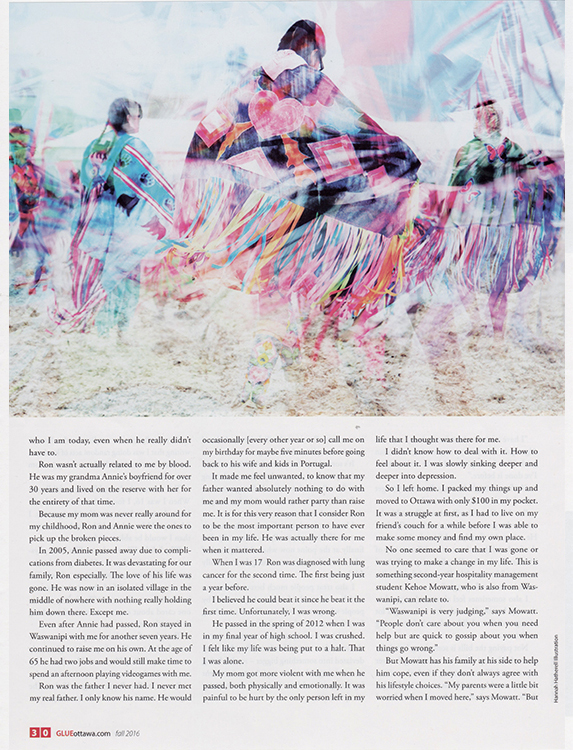 who I am today, even when he really didn't
have to.
Ron wasn't actually related to me by blood.
He was my grandma Annie's boyfriend for over
30 years and lived on the reserve with her for
the entirety of that time.
Because my mom was never really around for
my childhood, Ron and Annie were the ones to
pick up the broken pieces.
In 2005, Annie passed away due to compli-
cations from diabetes. It was devastating for our
family, Ron especially. The love of his life was
gone. He was now in an isolated village in the
middle of nowhere with nothing really holding
him down there. Except me.
Even after Annie had passed, Ron stayed in
Waswanipi with me for another seven years. He
continued to raise me on his own. At the age of
65 he had two jobs and would still make time to
spend an afternoon playing videogames with me.
Ron was the father I never had. I never met
my real father. I only know his name. He would
occasionally [every other year or so] call me on
my birthday for maybe five minutes before going
back to his wife and kids in Portugal.
It made me feel unwanted, to know that my
father wanted absolutely nothing to do with
me and my mom would rather party than raise
me. It is for this very reason that I consider Ron
to be the most important person to have ever
been in my life. He was actually there for me
when it mattered.
When I was 17 Ron was diagnosed with lung
cancer for the second time. The first being just
a year before.
I believed he could beat it since he beat it the
first time. Unfortunately, I was wrong.
He passed in the spring of 2012 when I was
in my final year of high school. I was crushed.
I felt like my life was being put to a halt. That
I was alone.
My mom got more violent with me when he
passed, both physically and emotionally. It was
painful to be hurt by the only person left in my
life that I thought was there for me.
I didn't know how to deal with it. How to
feel about it. I was slowly sinking deeper and
deeper into depression.
So I left home. I packed my things up and
moved to Ottawa with only $100 in my pocket.
It was a struggle at first, as I had to live on my
friend's couch for a while before I was able to
make some money and find my own place.
No one seemed to care that I was gone or
was trying to make a change in my life. This is
something second-year hospitality management
student Kehoe Mowatt, who is also from Was-
wanipi, can relate to.
"Waswanipi is very judging," says Mowatt.
"People don't care about you when you need
help but are quick to gossip about you when
things go wrong."
But Mowatt has his family at his side to help
him cope, even if they don't always agree with
his lifestyle choices. "My parents were a little bit
worried when I moved here," says Mowatt. "But
Hannah Hathersll Illustration
30 GLUEottawa.com fall 2016